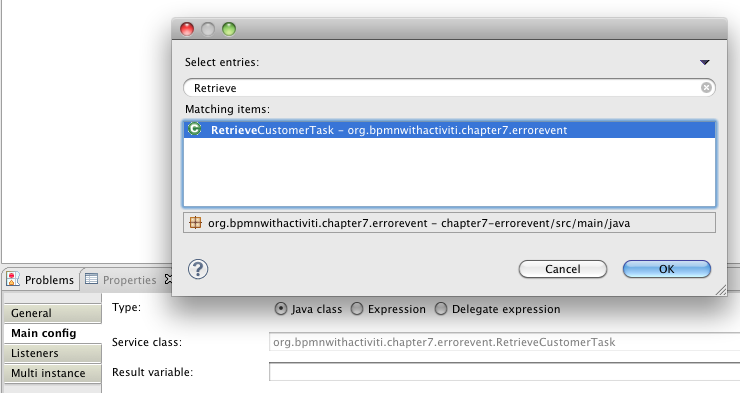 Select entries:
Retrieve
Matching items:
RetrieveCustomerTask - org.bpmnwithactiviti.chapter7.errorevent
org.bpmnwithactiviti.chapter7.errorevent - chapter7-errorevent/src/main/java
?
Cancel
OK
Problems
Properties
General
Main config
Listeners
Multi instance
Type:
Java class
Expression
Delegate expression
Service class:
org.bpmnwithactiviti.chapter7.errorevent.RetrieveCustomerTask
Result variable: